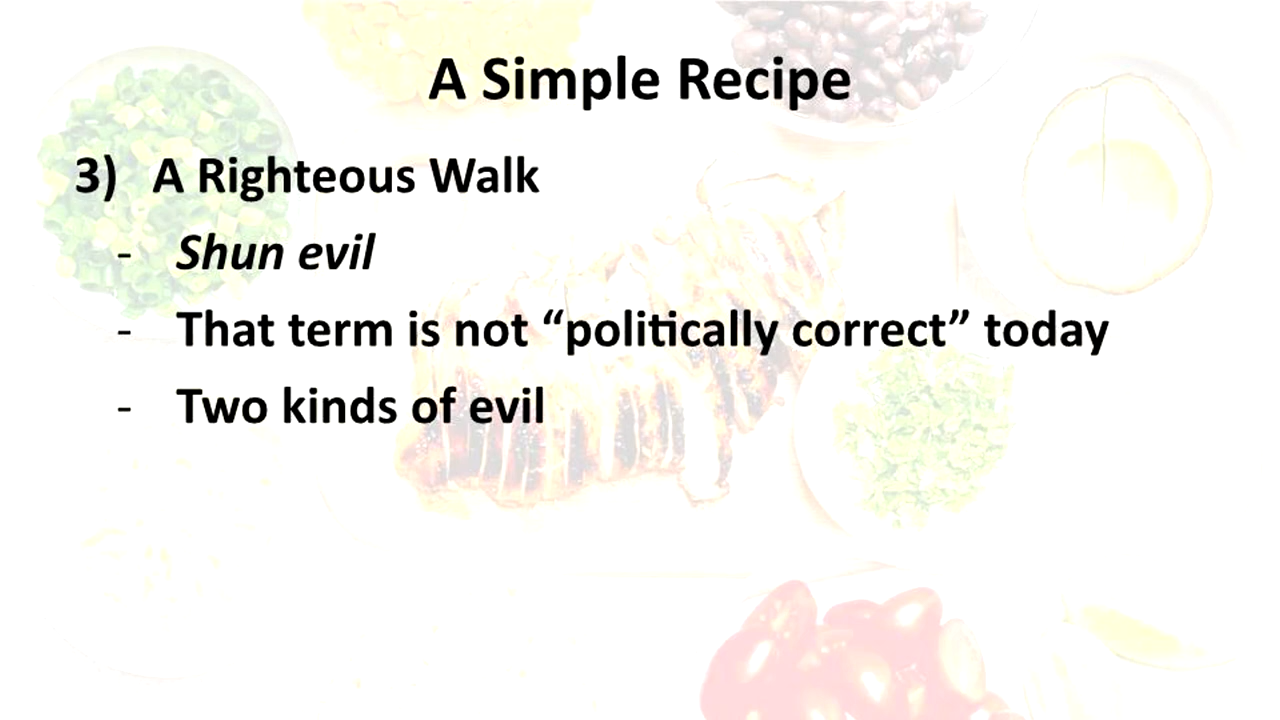 A Simple Recipe
3) A Righteous Walk
- Shun evil
- That term is not “politically correct” today
- Two kinds of evil